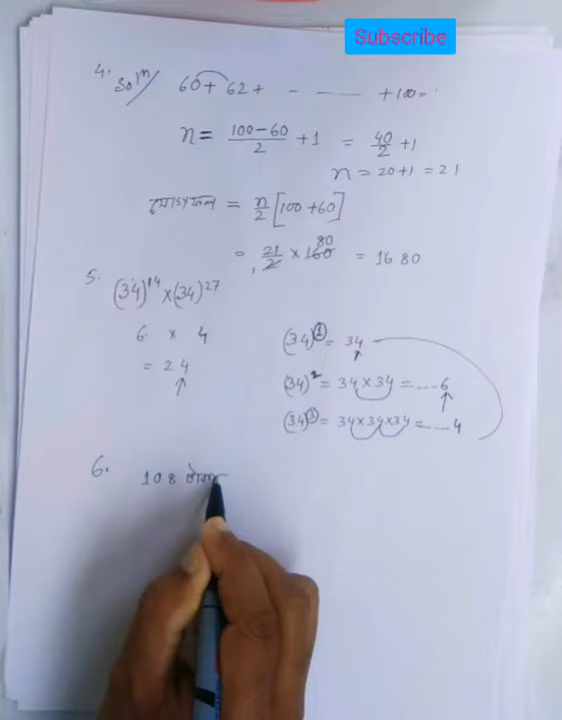 Subscribe
4.
Solⁿ/ 60 + 62 + - —— + 100 =
n = (100-60)/2 + 1 = 40/2 + 1
n = 20+1 = 21
যোগফল = n/2 [100+60]
= 21/2 × 160 80 = 1680
5. (34)¹⁴ × (34)²⁷
6 × 4
= 24
(34)¹ = 34
(34)² = 34×34 = ....6
(34)³ = 34×34×34 = ....4
6. 108